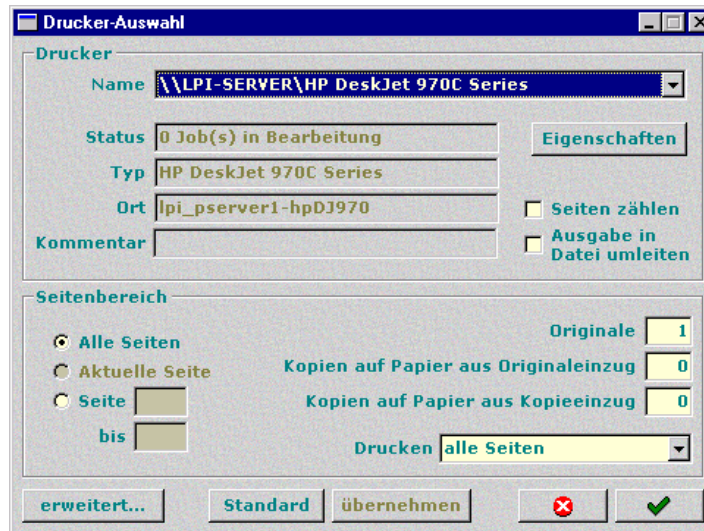 Drucker-Auswahl
Drucker
Name \\LPI-SERVER\HP DeskJet 970C Series
Status 0 Job(s) in Bearbeitung
Eigenschaften
Typ HP DeskJet 970C Series
Ort lpi_pserver1-hpDJ970
Seiten zählen
Kommentar
Ausgabe in
Datei umleiten
Seitenbereich
Alle Seiten
Aktuelle Seite
Seite
bis
Originale 1
Kopien auf Papier aus Originaleinzug 0
Kopien auf Papier aus Kopieeinzug 0
Drucken alle Seiten
erweitert... Standard übernehmen